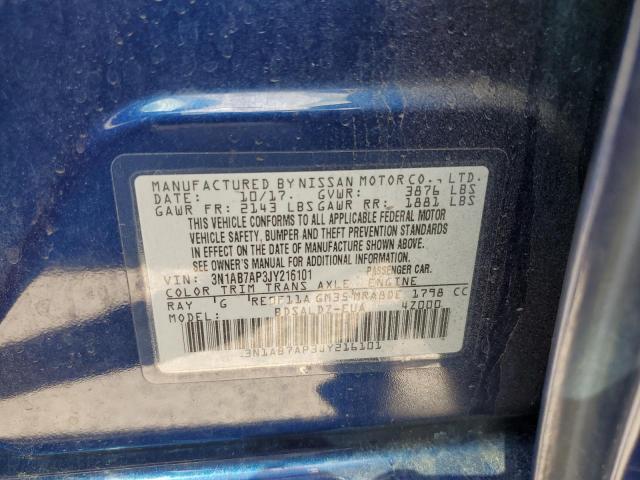 MANUFACTURED BY NISSAN MOTOR CO., LTD.
DATE: 10/17. GVWR: 3876 LBS
GAWR FR: 2143 LBS GAWR RR: 1881 LBS
THIS VEHICLE CONFORMS TO ALL APPLICABLE FEDERAL MOTOR
VEHICLE SAFETY, BUMPER AND THEFT PREVENTION STANDARDS
IN EFFECT ON THE DATE OF MANUFACTURE SHOWN ABOVE.
SEE OWNER'S MANUAL FOR ADDITIONAL INFORMATION.
VIN: 3N1AB7AP3JY216101 PASSENGER CAR.
COLOR TRIM TRANS AXLE ENGINE
RAY G RE0F11A GM35 MRA8DE 1798 CC
MODEL: BDSALDZ-EUA 4Z000
3N1AB7AP3JY216101